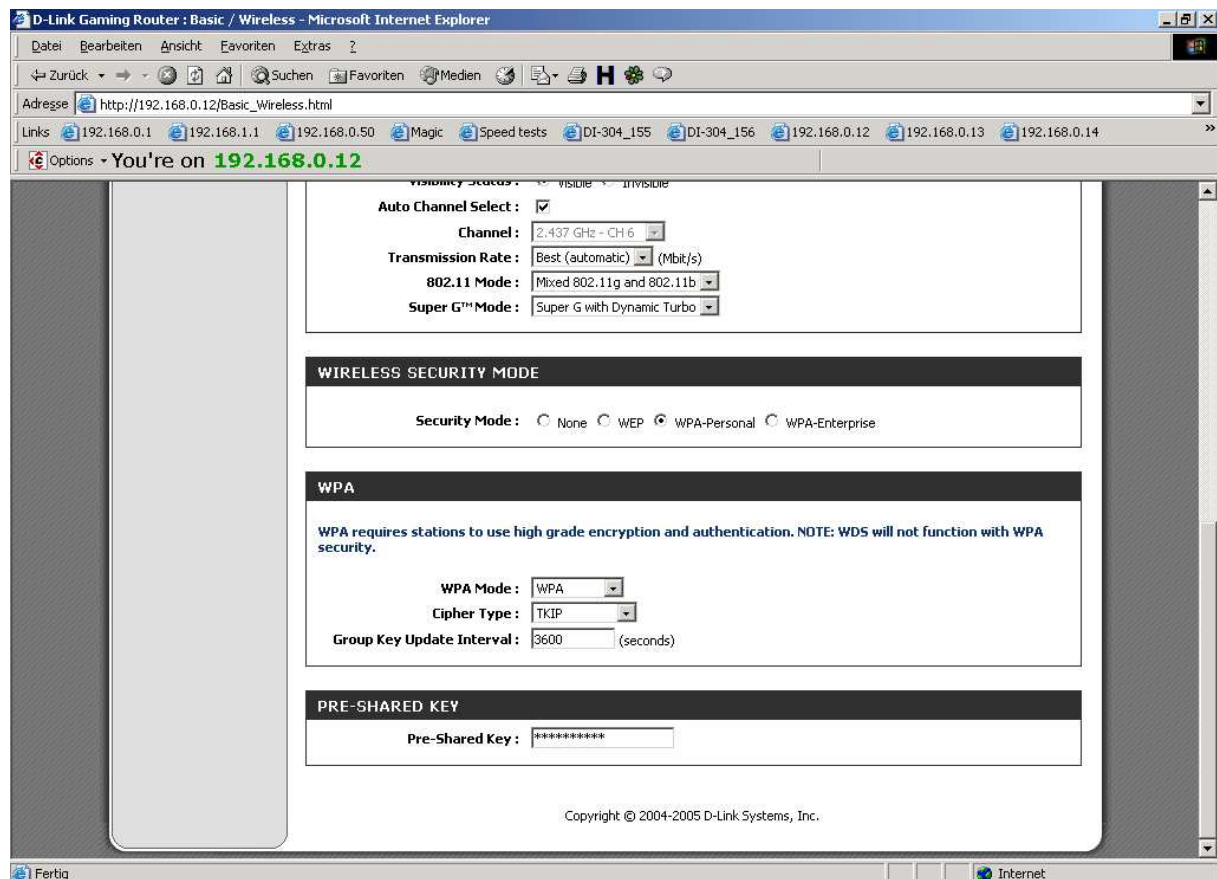 D-Link Gaming Router : Basic / Wireless - Microsoft Internet Explorer
Datei Bearbeiten Ansicht Favoriten Extras ?
Zurück Suchen Favoriten Medien
Adresse http://192.168.0.12/Basic_Wireless.html
Links 192.168.0.1 192.168.1.1 192.168.0.50 Magic Speed tests DI-304_155 DI-304_156 192.168.0.12 192.168.0.13 192.168.0.14 »
Options You're on 192.168.0.12
Visibility Status : Visible Invisible
Auto Channel Select :
Channel : 2.437 GHz - CH 6
Transmission Rate : Best (automatic) (Mbit/s)
802.11 Mode : Mixed 802.11g and 802.11b
Super G™ Mode : Super G with Dynamic Turbo
WIRELESS SECURITY MODE
Security Mode : None WEP WPA-Personal WPA-Enterprise
WPA
WPA requires stations to use high grade encryption and authentication. NOTE: WDS will not function with WPA
security.
WPA Mode : WPA
Cipher Type : TKIP
Group Key Update Interval : 3600 (seconds)
PRE-SHARED KEY
Pre-Shared Key : **********
Copyright © 2004-2005 D-Link Systems, Inc.
Fertig Internet